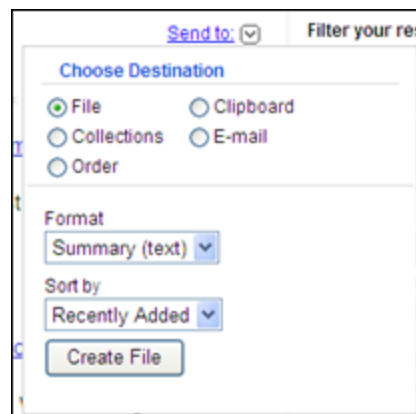 Send to:
Filter your re
Choose Destination
File
Clipboard
Collections
E-mail
Order
Format
Summary (text)
Sort by
Recently Added
Create File